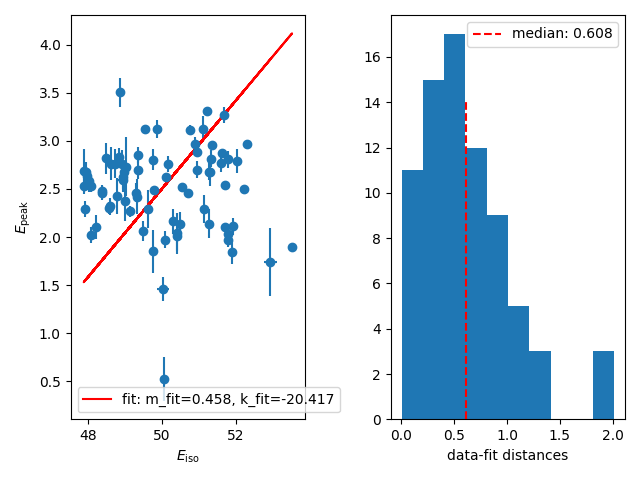 4.0
3.5
3.0
2.5
2.0
1.5
1.0
0.5
E_peak
fit: m_fit=0.458, k_fit=-20.417
48 50 52
E_iso
median: 0.608
16
14
12
10
8
6
4
2
0
0.0 0.5 1.0 1.5 2.0
data-fit distances